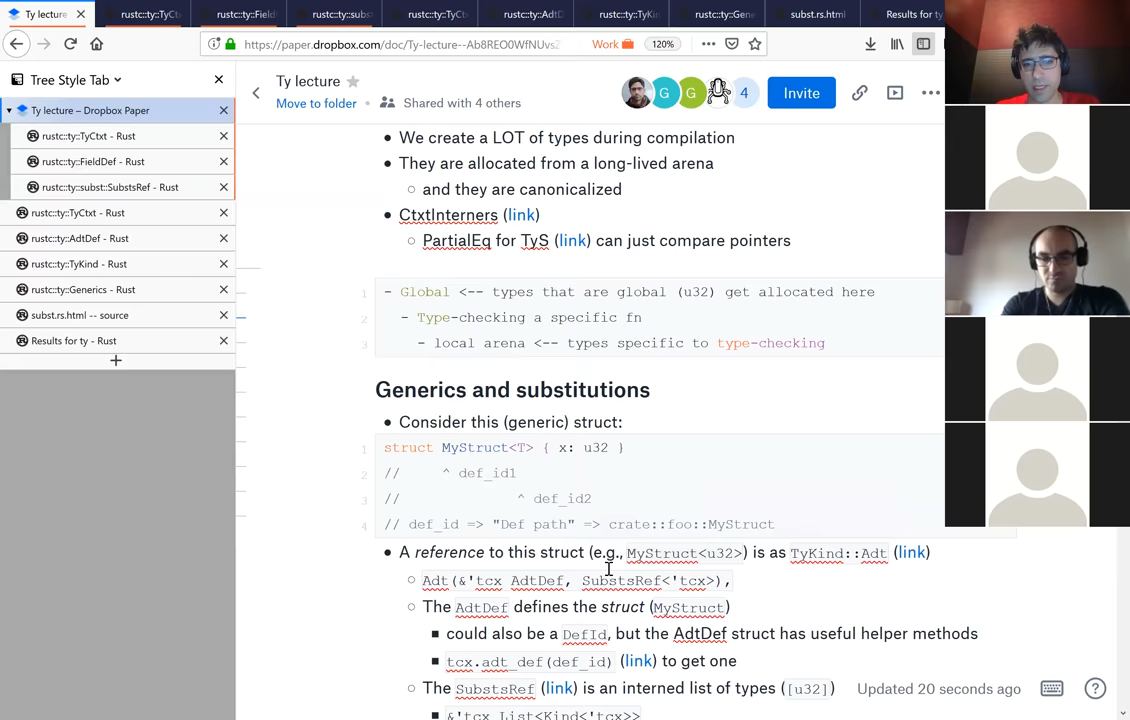 Ty lecture
rustc::ty::TyCt
rustc::ty::Field
rustc::ty::subs
rustc::ty::TyCt
rustc::ty::AdtD
rustc::ty::TyKin
rustc::ty::Gene
subst.rs.html
Results for ty
https://paper.dropbox.com/doc/Ty-lecture--Ab8REO0WfNUvs
Work
120%
Tree Style Tab
Ty lecture – Dropbox Paper
rustc::ty::TyCtxt - Rust
rustc::ty::FieldDef - Rust
rustc::ty::subst::SubstsRef - Rust
rustc::ty::TyCtxt - Rust
rustc::ty::AdtDef - Rust
rustc::ty::TyKind - Rust
rustc::ty::Generics - Rust
subst.rs.html -- source
Results for ty - Rust
Ty lecture
Move to folder
Shared with 4 others
G
G
4
Invite
• We create a LOT of types during compilation
• They are allocated from a long-lived arena
○ and they are canonicalized
• CtxtInterners (link)
○ PartialEq for TyS (link) can just compare pointers
1 - Global <-- types that are global (u32) get allocated here
2 - Type-checking a specific fn
3 - local arena <-- types specific to type-checking
Generics and substitutions
• Consider this (generic) struct:
1 struct MyStruct<T> { x: u32 }
2 // ^ def_id1
3 // ^ def_id2
4 // def_id => "Def path" => crate::foo::MyStruct
• A reference to this struct (e.g., MyStruct<u32>) is as TyKind::Adt (link)
○ Adt(&'tcx AdtDef, SubstsRef<'tcx>),
○ The AdtDef defines the struct (MyStruct)
■ could also be a DefId, but the AdtDef struct has useful helper methods
■ tcx.adt_def(def_id) (link) to get one
○ The SubstsRef (link) is an interned list of types ([u32])
■ &'tcx List<Kind<'tcx>>
Updated 20 seconds ago